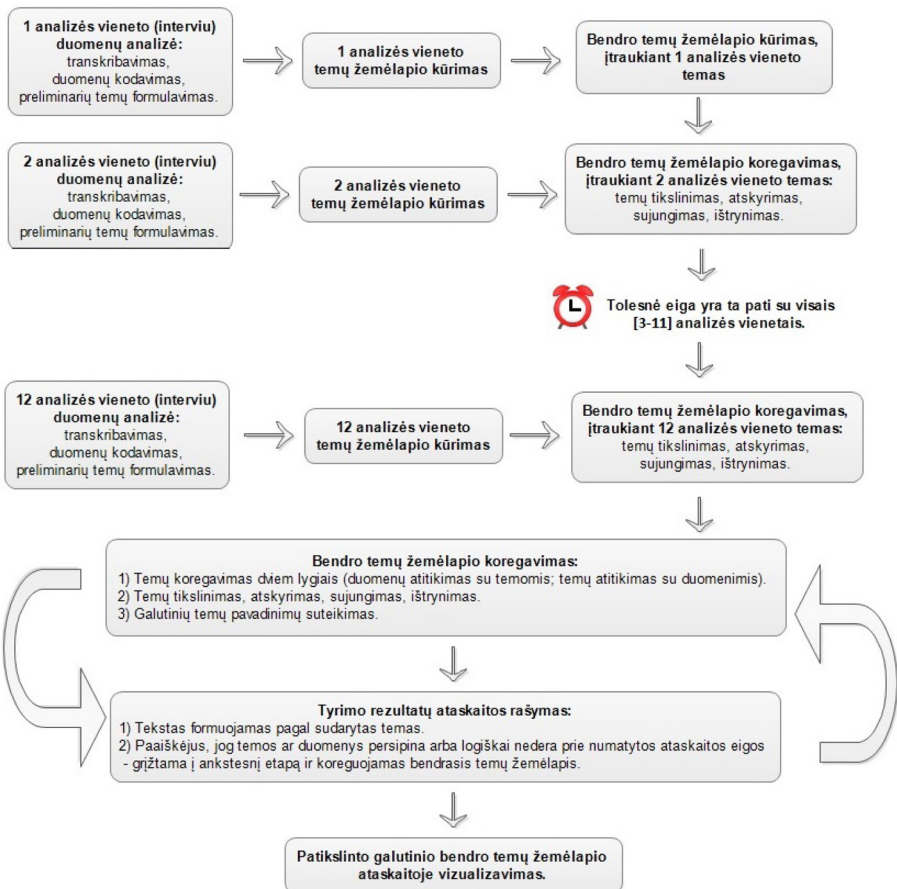 1 analizės vieneto (interviu)
duomenų analizė:
transkribavimas,
duomenų kodavimas,
preliminarių temų formulavimas.
1 analizės vieneto
temų žemėlapio kūrimas
Bendro temų žemėlapio kūrimas,
įtraukiant 1 analizės vieneto
temas
2 analizės vieneto (interviu)
duomenų analizė:
transkribavimas,
duomenų kodavimas,
preliminarių temų formulavimas.
2 analizės vieneto
temų žemėlapio kūrimas
Bendro temų žemėlapio koregavimas,
įtraukiant 2 analizės vieneto temas:
temų tikslinimas, atskyrimas,
sujungimas, ištrynimas.
Tolesnė eiga yra ta pati su visais
[3-11] analizės vienetais.
12 analizės vieneto (interviu)
duomenų analizė:
transkribavimas,
duomenų kodavimas,
preliminarių temų formulavimas.
12 analizės vieneto
temų žemėlapio kūrimas
Bendro temų žemėlapio koregavimas,
įtraukiant 12 analizės vieneto temas:
temų tikslinimas, atskyrimas,
sujungimas, ištrynimas.
Bendro temų žemėlapio koregavimas:
1) Temų koregavimas dviem lygiais (duomenų atitikimas su temomis; temų atitikimas su duomenimis).
2) Temų tikslinimas, atskyrimas, sujungimas, ištrynimas.
3) Galutinių temų pavadinimų suteikimas.
Tyrimo rezultatų ataskaitos rašymas:
1) Tekstas formuojamas pagal sudarytas temas.
2) Paaiškėjus, jog temos ar duomenys persipina arba logiškai nedera prie numatytos ataskaitos eigos
- grįžtama į ankstesnį etapą ir koreguojamas bendrasis temų žemėlapis.
Patikslinto galutinio bendro temų žemėlapio
ataskaitoje vizualizavimas.